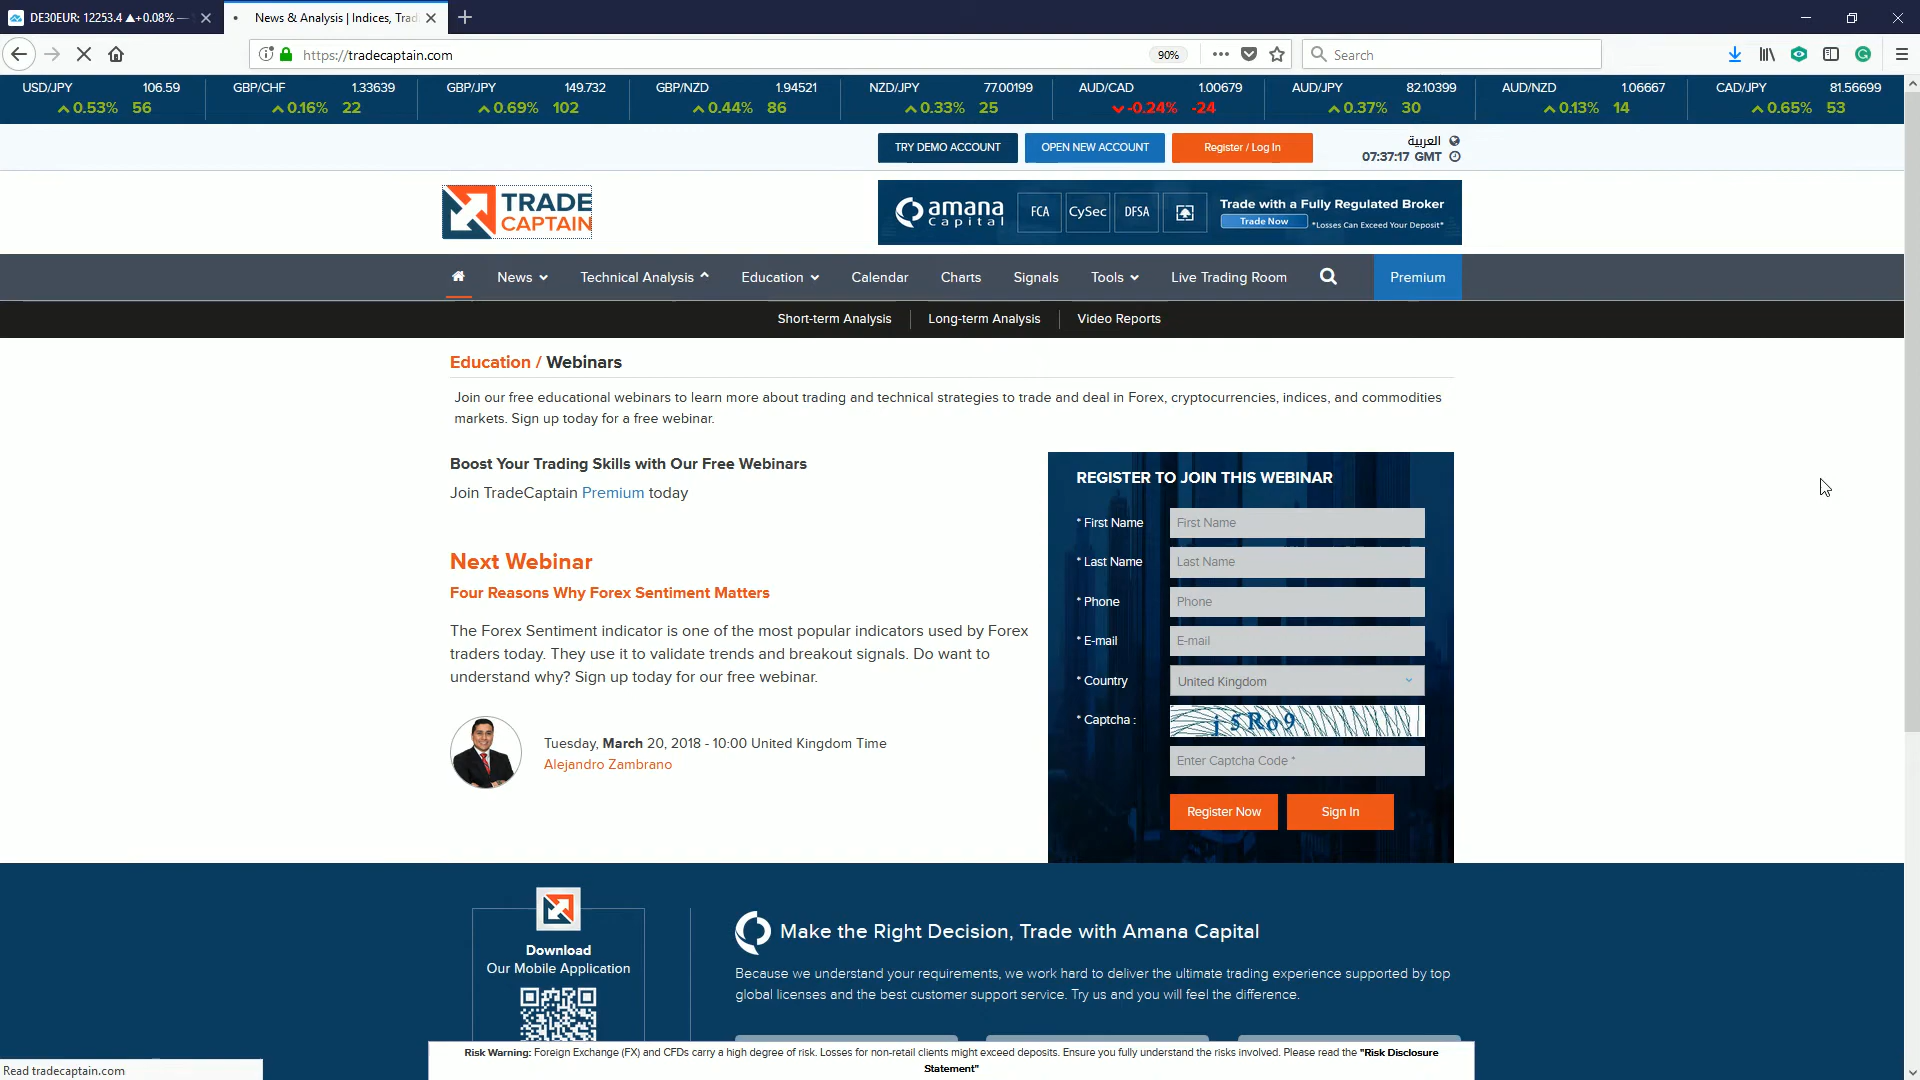 DE30EUR: 12253.4 ▲+0.08% —
News & Analysis | Indices, Trad
https://tradecaptain.com
90%
Search
USD/JPY 106.59 GBP/CHF 1.33639 GBP/JPY 149.732 GBP/NZD 1.94521 NZD/JPY 77.00199 AUD/CAD 1.00679 AUD/JPY 82.10399 AUD/NZD 1.06667 CAD/JPY 81.56699
0.53% 56 0.16% 22 0.69% 102 0.44% 86 0.33% 25 -0.24% -24 0.37% 30 0.13% 14 0.65% 53
TRY DEMO ACCOUNT OPEN NEW ACCOUNT Register / Log In
العربية
07:37:17 GMT
TRADE
CAPTAIN
amana
capital
FCA CySec DFSA
Trade with a Fully Regulated Broker
Trade Now *Losses Can Exceed Your Deposit*
News Technical Analysis Education Calendar Charts Signals Tools Live Trading Room Premium
Short-term Analysis Long-term Analysis Video Reports
Education / Webinars
Join our free educational webinars to learn more about trading and technical strategies to trade and deal in Forex, cryptocurrencies, indices, and commodities
markets. Sign up today for a free webinar.
Boost Your Trading Skills with Our Free Webinars
Join TradeCaptain Premium today
Next Webinar
Four Reasons Why Forex Sentiment Matters
The Forex Sentiment indicator is one of the most popular indicators used by Forex
traders today. They use it to validate trends and breakout signals. Do want to
understand why? Sign up today for our free webinar.
Tuesday, March 20, 2018 - 10:00 United Kingdom Time
Alejandro Zambrano
REGISTER TO JOIN THIS WEBINAR
* First Name First Name
* Last Name Last Name
* Phone Phone
* E-mail E-mail
* Country United Kingdom
* Captcha : j5Ro9
Enter Captcha Code *
Register Now Sign In
Download
Our Mobile Application
Make the Right Decision, Trade with Amana Capital
Because we understand your requirements, we work hard to deliver the ultimate trading experience supported by top
global licenses and the best customer support service. Try us and you will feel the difference.
Risk Warning: Foreign Exchange (FX) and CFDs carry a high degree of risk. Losses for non-retail clients might exceed deposits. Ensure you fully understand the risks involved. Please read the "Risk Disclosure
Statement"
Read tradecaptain.com